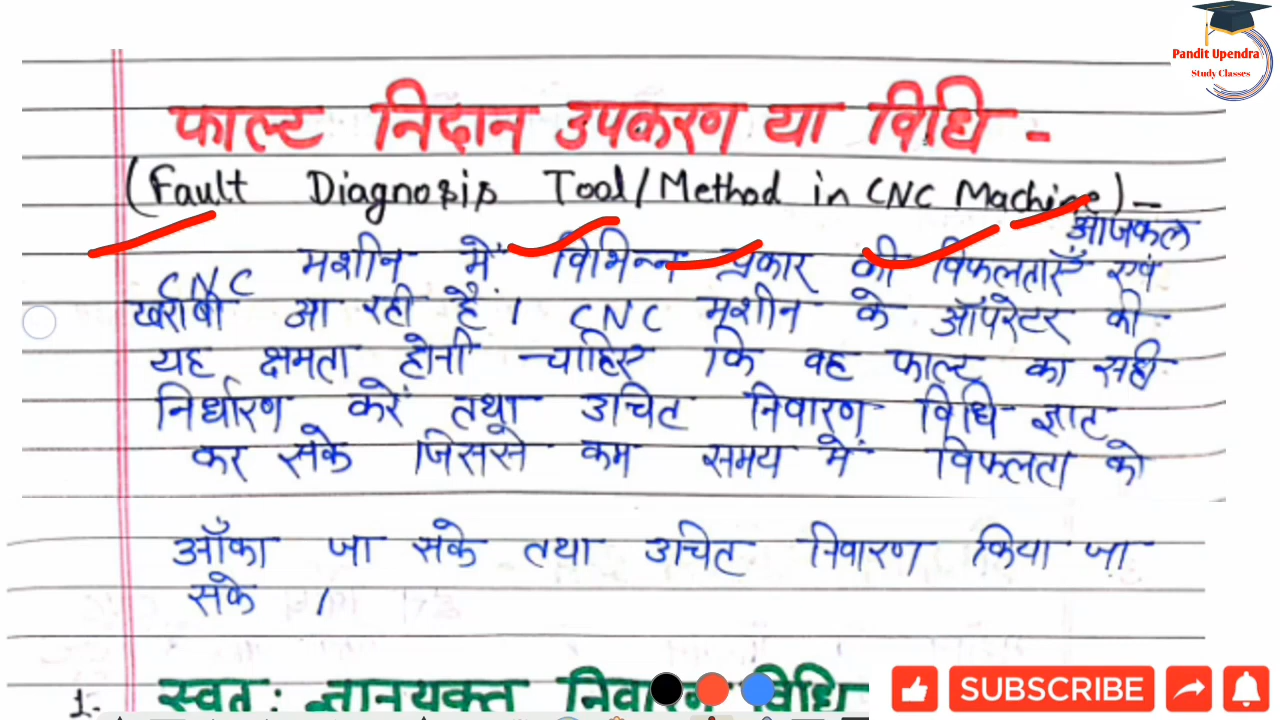 Pandit Upendra
Study Classes
फाल्ट निदान उपकरण या विधि -
(Fault Diagnosis Tool/Method in CNC Machine) -
आजकल
CNC मशीन में विभिन्न प्रकार की विफलताएँ एवं
खराबी आ रही है। CNC मशीन के ऑपरेटर की
यह क्षमता होनी चाहिए कि वह फाल्ट का सही
निर्धारण करें तथा उचित निवारण विधि ज्ञात
कर सके जिससे कम समय में विफलता को
आँका जा सके तथा उचित निवारण किया जा
सके ।
1. स्वत: ज्ञानयुक्त निवारण विधि
SUBSCRIBE